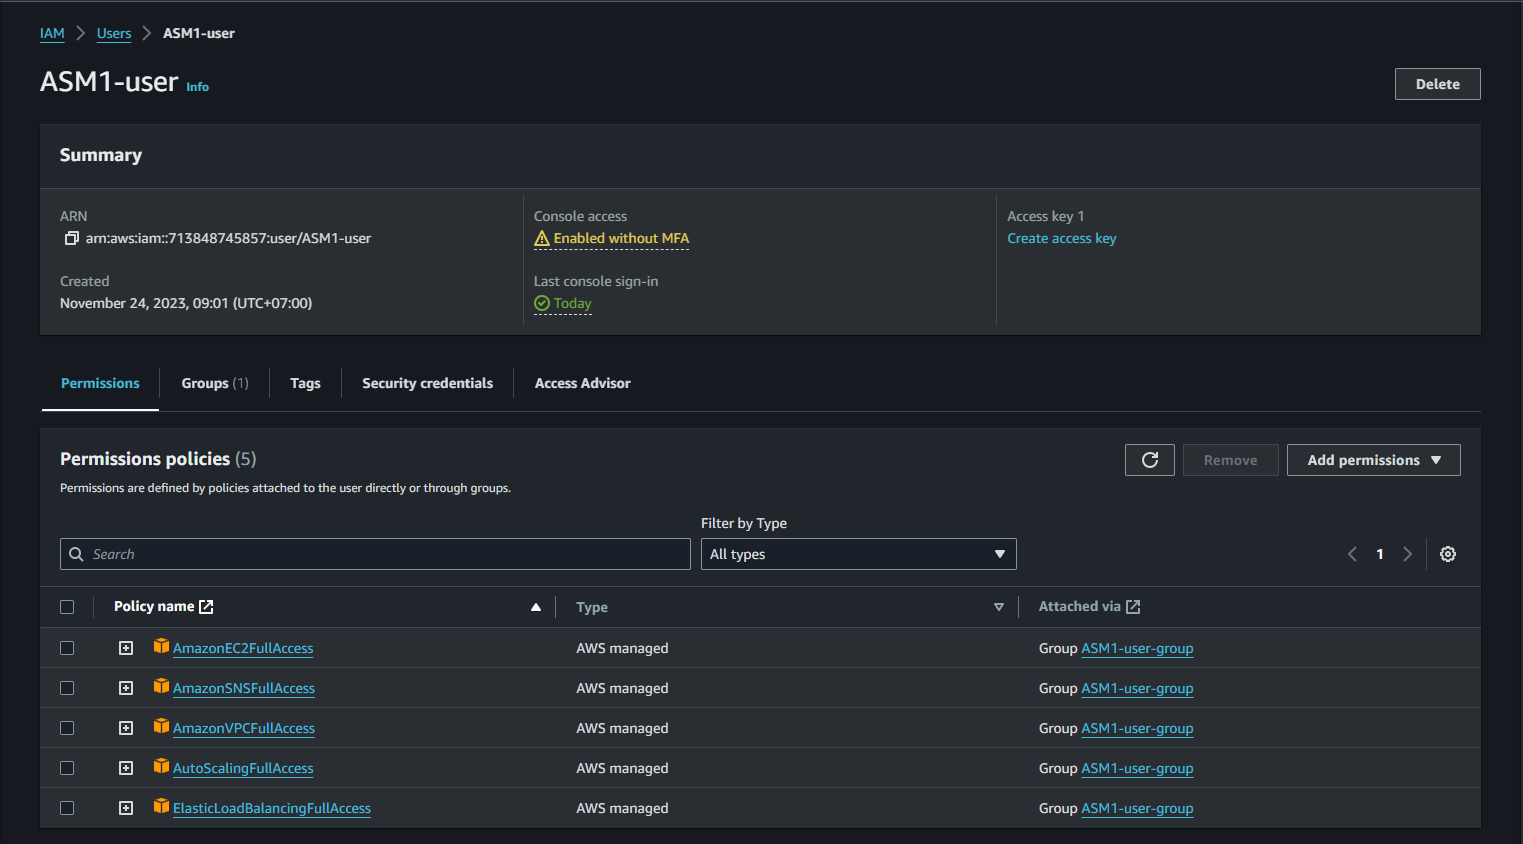 IAM > Users > ASM1-user
ASM1-user Info
Delete
Summary
ARN
arn:aws:iam::713848745857:user/ASM1-user
Created
November 24, 2023, 09:01 (UTC+07:00)
Console access
Enabled without MFA
Last console sign-in
Today
Access key 1
Create access key
Permissions Groups (1) Tags Security credentials Access Advisor
Permissions policies (5)
Permissions are defined by policies attached to the user directly or through groups.
Remove
Add permissions
Filter by Type
Search
All types
1
Policy name Type Attached via
AmazonEC2FullAccess AWS managed Group ASM1-user-group
AmazonSNSFullAccess AWS managed Group ASM1-user-group
AmazonVPCFullAccess AWS managed Group ASM1-user-group
AutoScalingFullAccess AWS managed Group ASM1-user-group
ElasticLoadBalancingFullAccess AWS managed Group ASM1-user-group